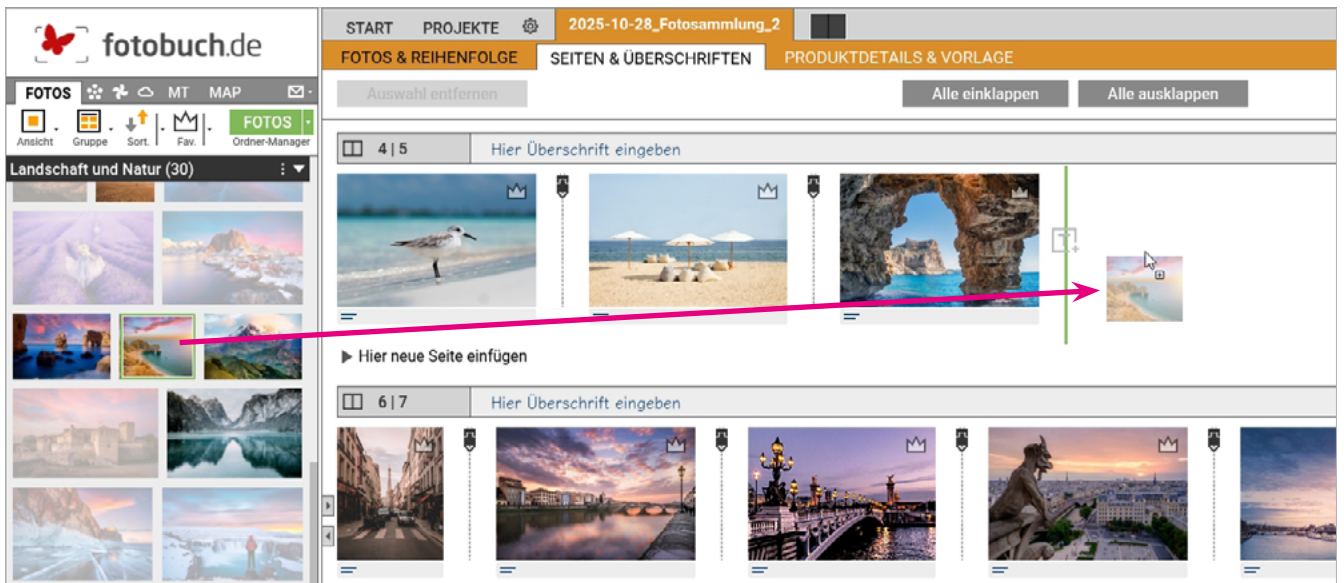 fotobuch.de
FOTOS MT MAP
Ansicht Gruppe Sort. Fav. FOTOS Ordner-Manager
Landschaft und Natur (30)
START PROJEKTE 2025-10-28_Fotosammlung_2
FOTOS & REIHENFOLGE SEITEN & ÜBERSCHRIFTEN PRODUKTDETAILS & VORLAGE
Auswahl entfernen Alle einklappen Alle ausklappen
4|5 Hier Überschrift eingeben
T+
Hier neue Seite einfügen
6|7 Hier Überschrift eingeben